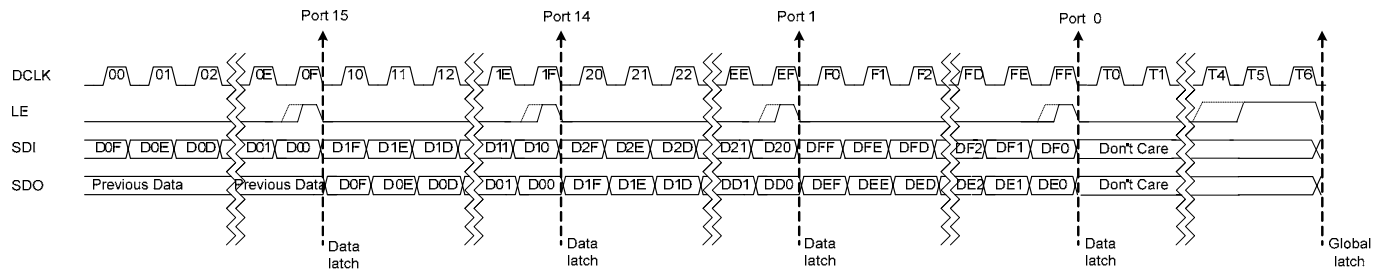 Port 15 Port 14 Port 1 Port 0
DCLK 00 01 02 0E 0F 10 11 12 1E 1F 20 21 22 EE EF F0 F1 F2 FD FE FF T0 T1 T4 T5 T6
LE
SDI D0F D0E D0D D01 D00 D1F D1E D1D D11 D10 D2F D2E D2D D21 D20 DFF DFE DFD DF2 DF1 DF0 Don"t Care
SDO Previous Data Previous Data D0F D0E D0D D01 D00 D1F D1E D1D DD1 DD0 DEF DEE DED DE2 DE1 DE0 Don"t Care
Data Data Data Data Global
latch latch latch latch latch